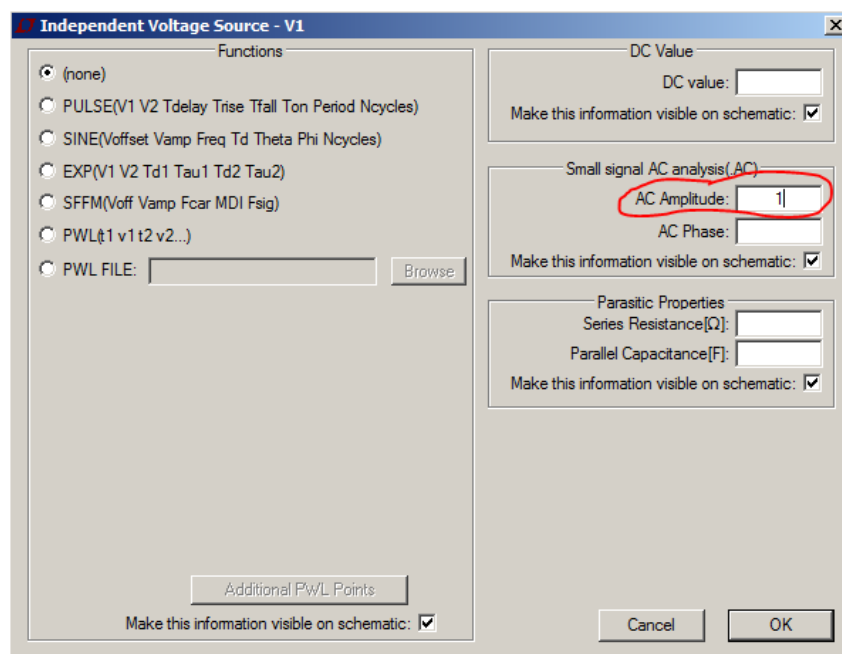 Independent Voltage Source - V1
Functions
(none)
PULSE(V1 V2 Tdelay Trise Tfall Ton Period Ncycles)
SINE(Voffset Vamp Freq Td Theta Phi Ncycles)
EXP(V1 V2 Td1 Tau1 Td2 Tau2)
SFFM(Voff Vamp Fcar MDI Fsig)
PWL(t1 v1 t2 v2...)
PWL FILE: Browse
Additional PWL Points
Make this information visible on schematic:
DC Value
DC value:
Make this information visible on schematic:
Small signal AC analysis(.AC)
AC Amplitude: 1
AC Phase:
Make this information visible on schematic:
Parasitic Properties
Series Resistance[Ω]:
Parallel Capacitance[F]:
Make this information visible on schematic:
Cancel OK